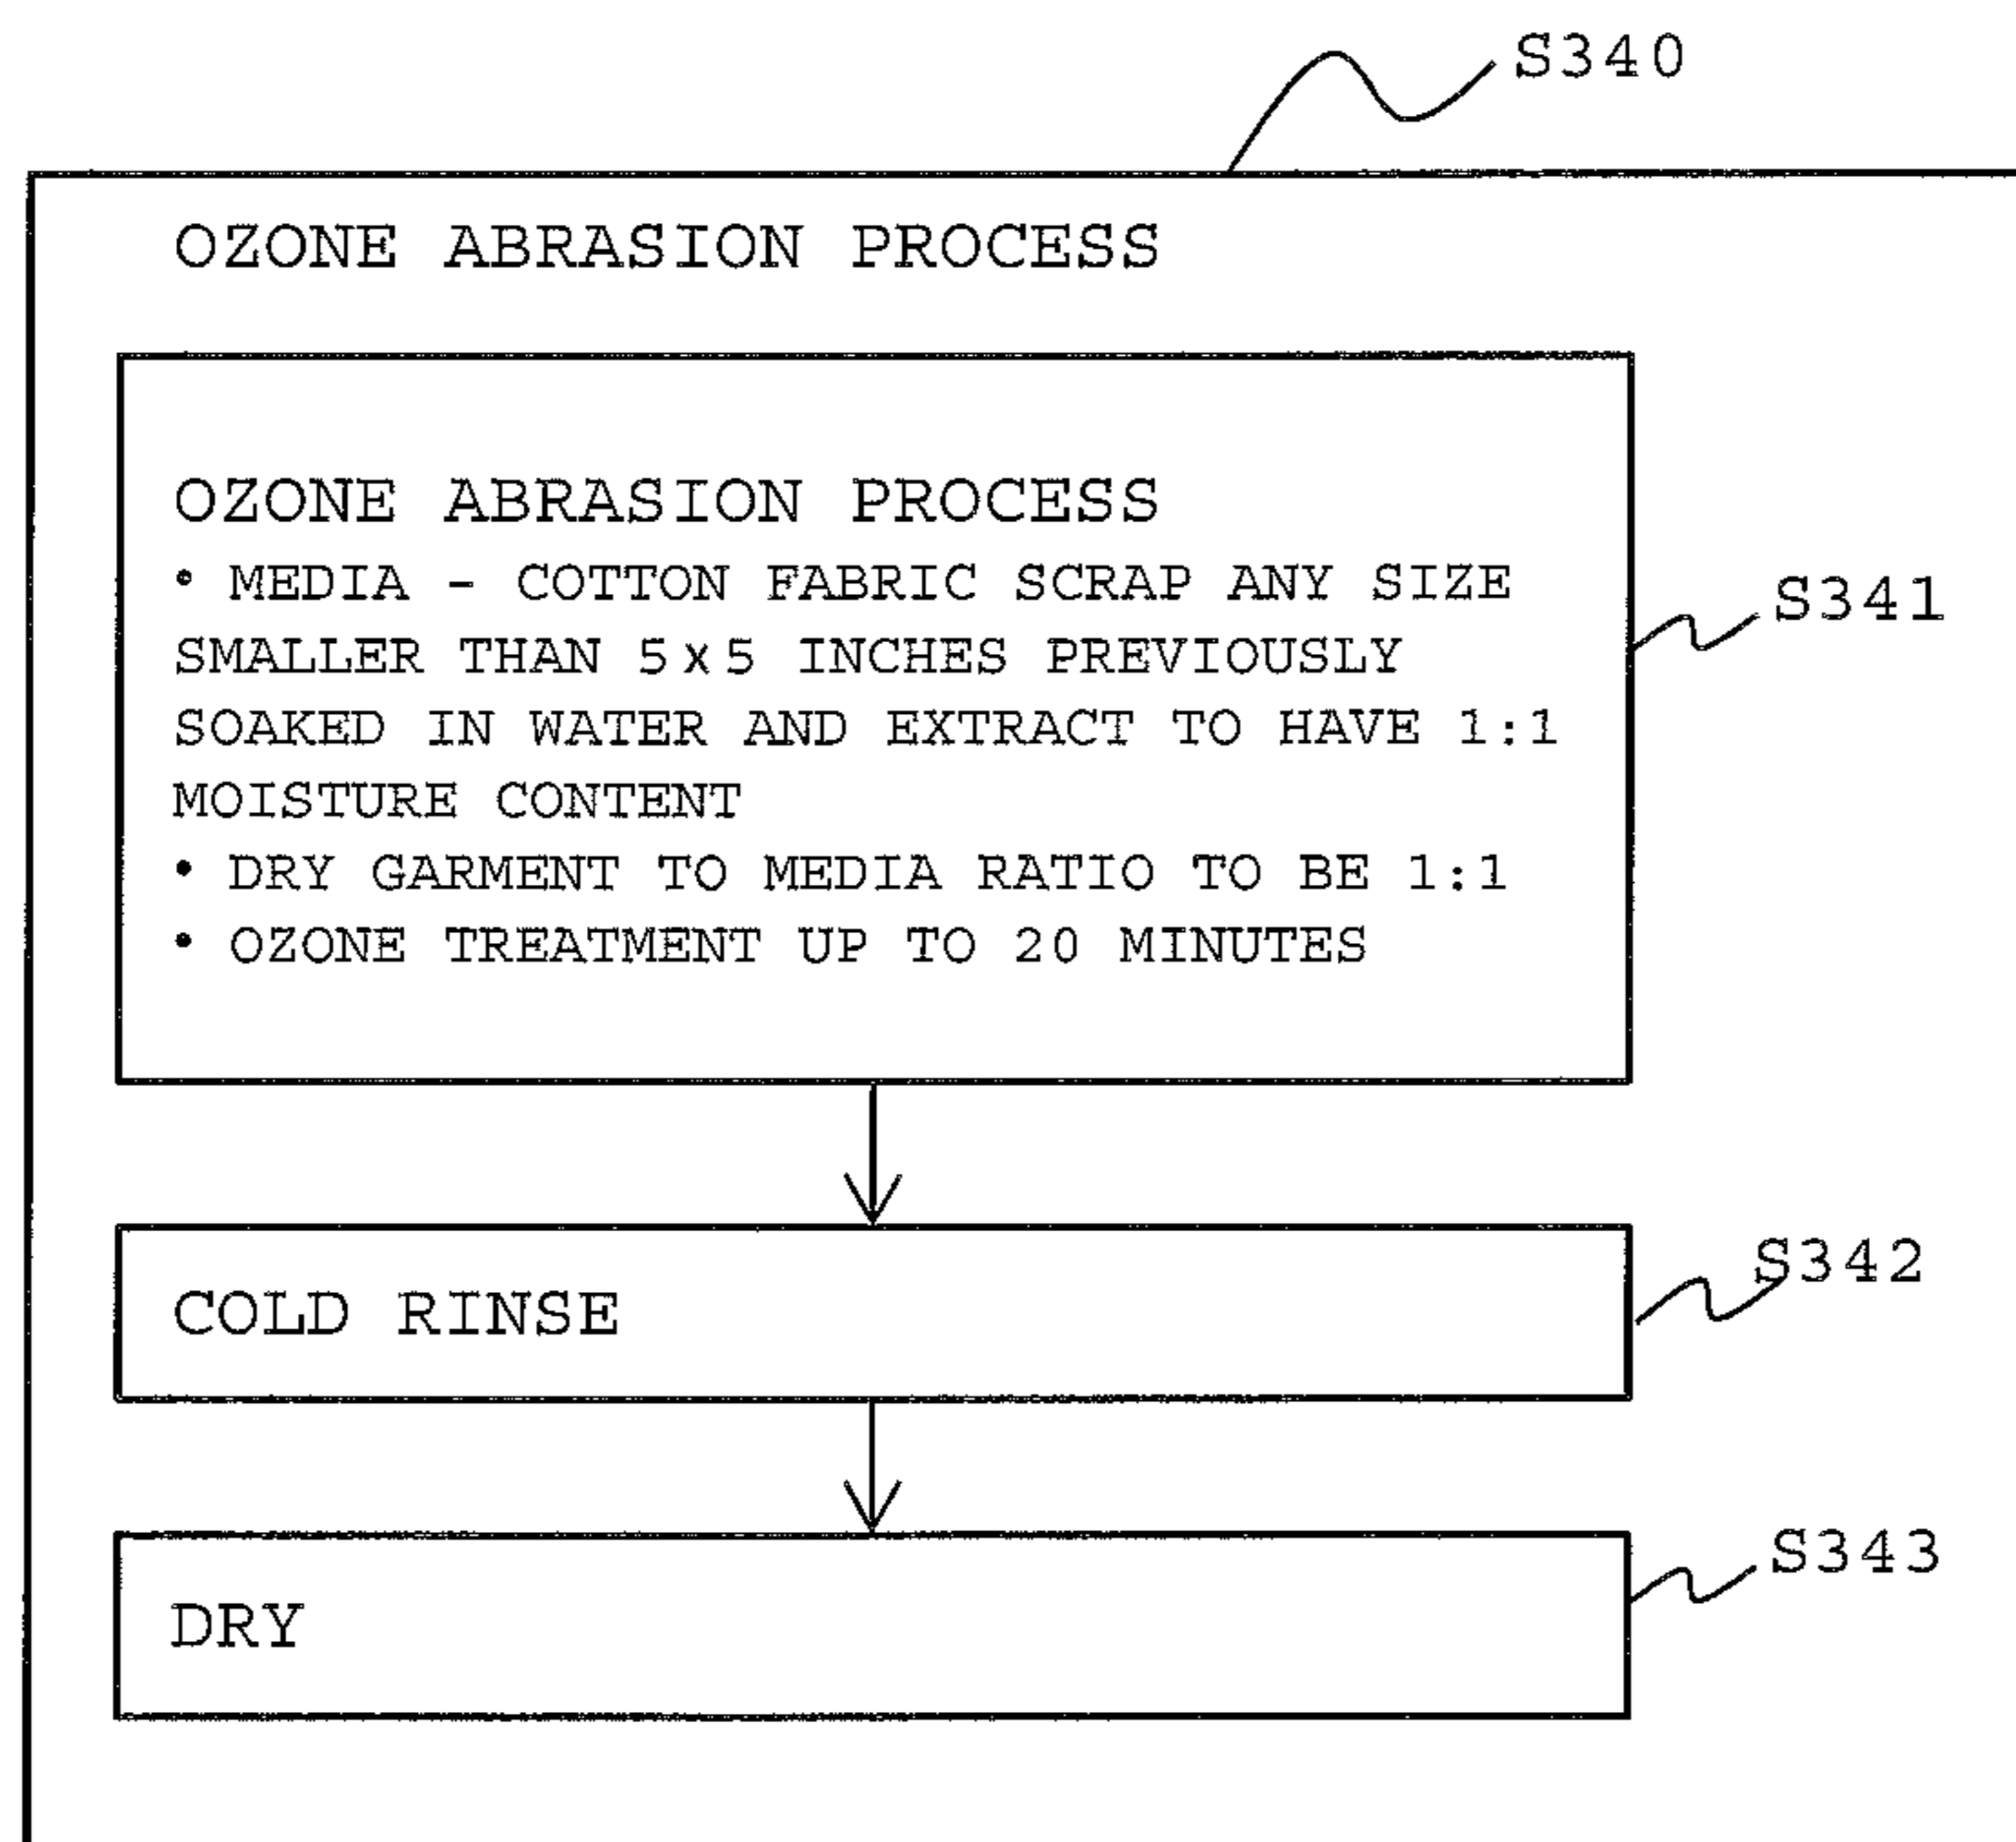 S340
OZONE ABRASION PROCESS
OZONE ABRASION PROCESS
• MEDIA - COTTON FABRIC SCRAP ANY SIZE
SMALLER THAN 5x5 INCHES PREVIOUSLY
SOAKED IN WATER AND EXTRACT TO HAVE 1:1
MOISTURE CONTENT
• DRY GARMENT TO MEDIA RATIO TO BE 1:1
• OZONE TREATMENT UP TO 20 MINUTES
S341
COLD RINSE
S342
DRY
S343